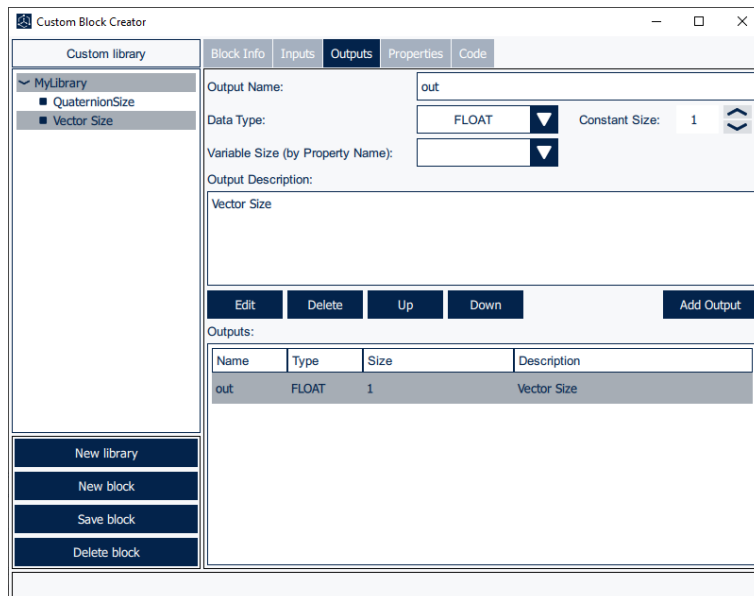 Custom Block Creator
Custom library
Block Info Inputs Outputs Properties Code
MyLibrary
QuaternionSize
Vector Size
Output Name: out
Data Type: FLOAT Constant Size: 1
Variable Size (by Property Name):
Output Description:
Vector Size
Edit Delete Up Down Add Output
Outputs:
Name Type Size Description
out FLOAT 1 Vector Size
New library
New block
Save block
Delete block